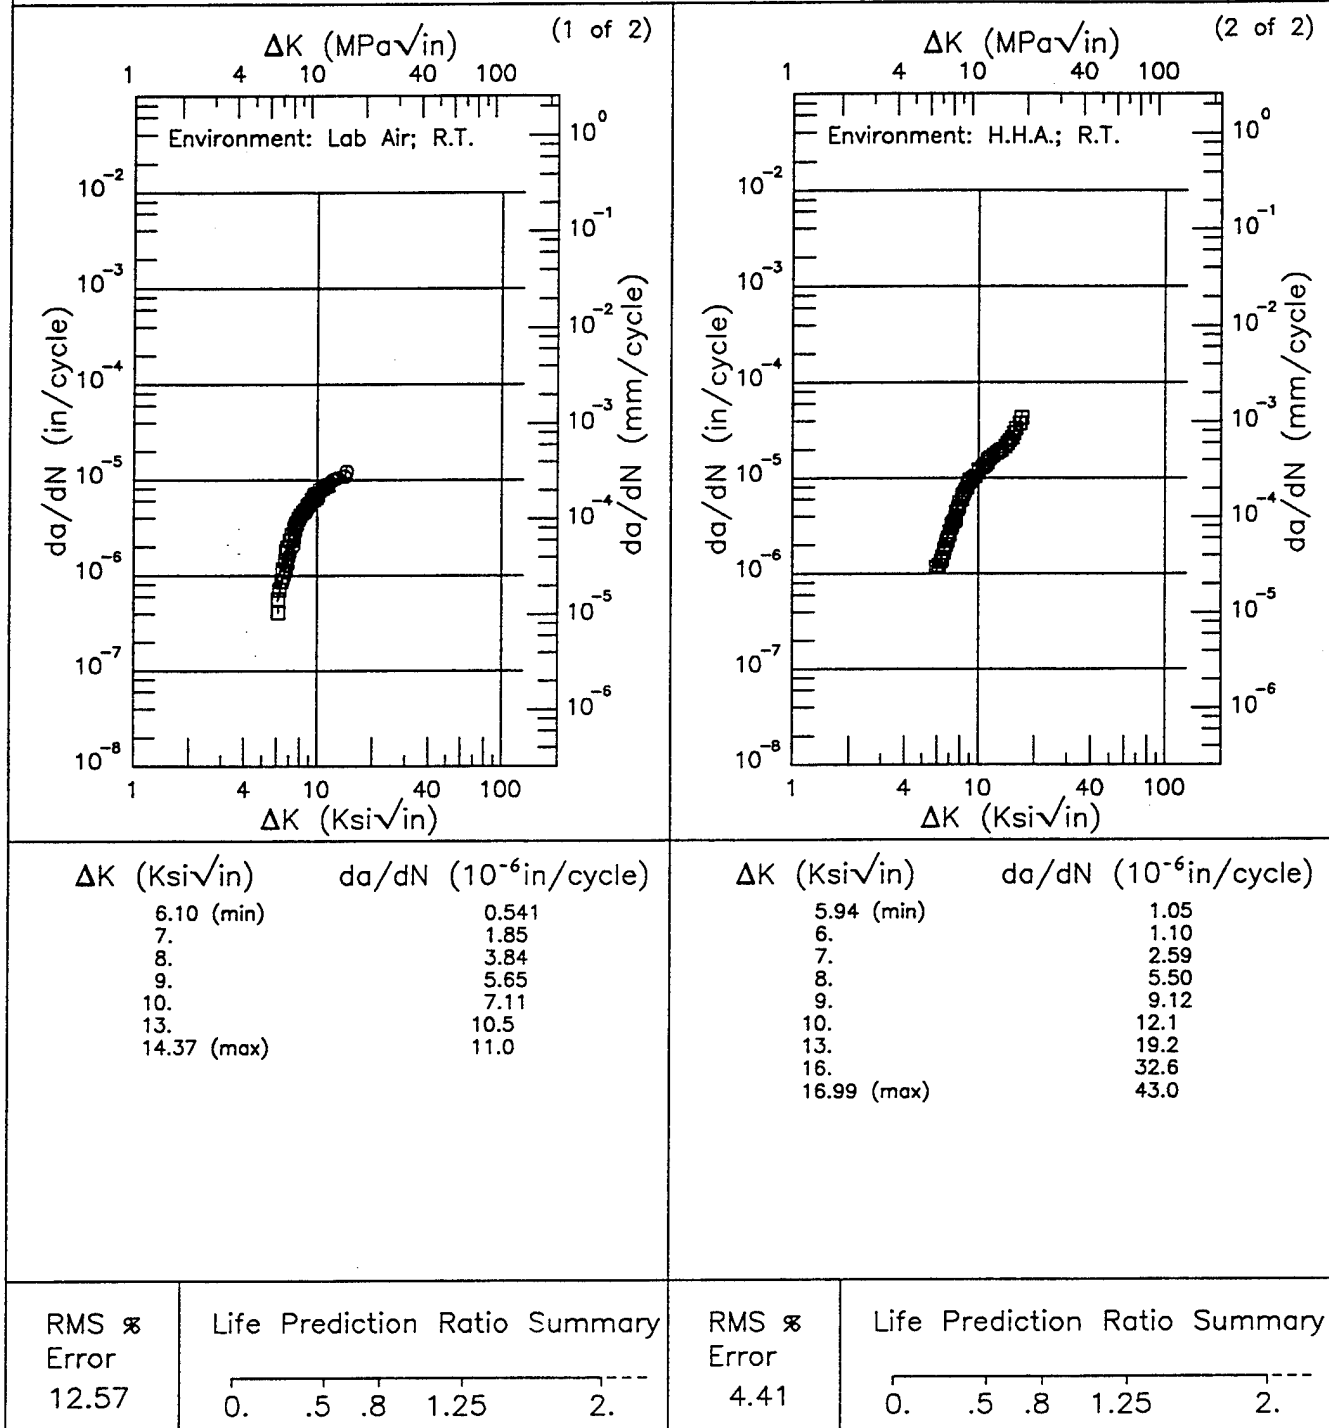 (1 of 2)
ΔK (MPa√in)
1 4 10 40 100
Environment: Lab Air; R.T.
10⁰
10⁻²
10⁻¹
10⁻³
10⁻²
10⁻⁴
10⁻³
10⁻⁵
10⁻⁴
10⁻⁶
10⁻⁵
10⁻⁷
10⁻⁶
10⁻⁸
da/dN (in/cycle)
da/dN (mm/cycle)
1 4 10 40 100
ΔK (Ksi√in)
ΔK (Ksi√in) da/dN (10⁻⁶in/cycle)
6.10 (min) 0.541
7. 1.85
8. 3.84
9. 5.65
10. 7.11
13. 10.5
14.37 (max) 11.0
RMS % Life Prediction Ratio Summary
Error
12.57
0. .5 .8 1.25 2.
(2 of 2)
ΔK (MPa√in)
1 4 10 40 100
Environment: H.H.A.; R.T.
10⁰
10⁻²
10⁻¹
10⁻³
10⁻²
10⁻⁴
10⁻³
10⁻⁵
10⁻⁴
10⁻⁶
10⁻⁵
10⁻⁷
10⁻⁶
10⁻⁸
da/dN (in/cycle)
da/dN (mm/cycle)
1 4 10 40 100
ΔK (Ksi√in)
ΔK (Ksi√in) da/dN (10⁻⁶in/cycle)
5.94 (min) 1.05
6. 1.10
7. 2.59
8. 5.50
9. 9.12
10. 12.1
13. 19.2
16. 32.6
16.99 (max) 43.0
RMS % Life Prediction Ratio Summary
Error
4.41
0. .5 .8 1.25 2.